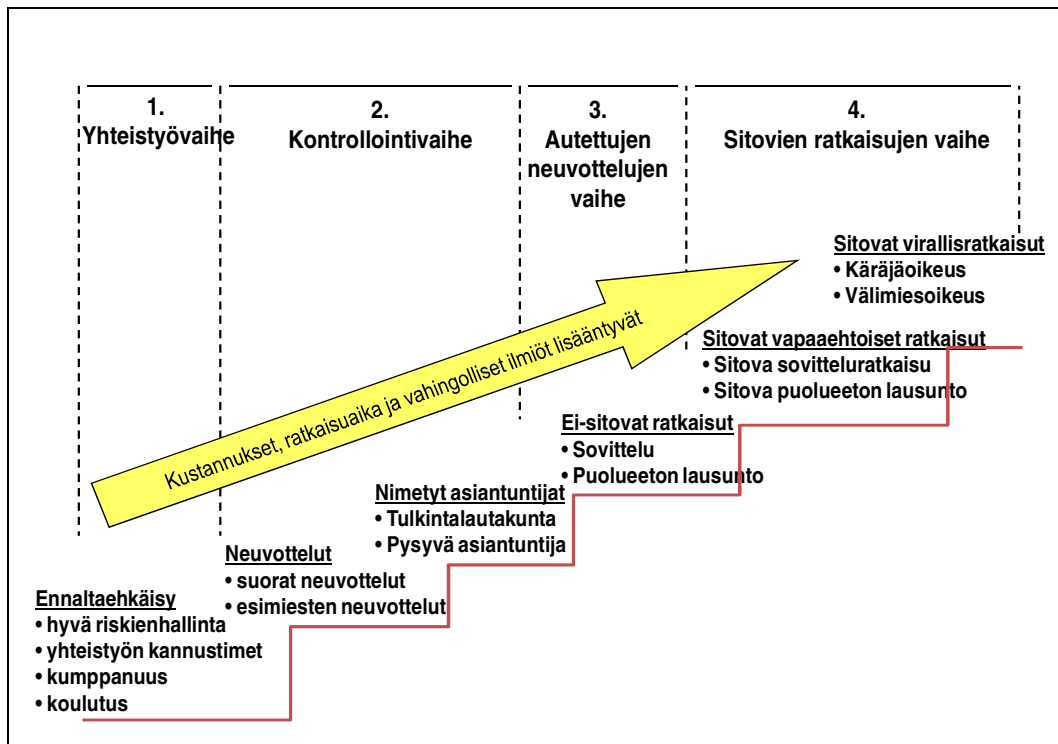 1.
Yhteistyövaihe
2.
Kontrollointivaihe
3.
Autettujen
neuvottelujen
vaihe
4.
Sitovien ratkaisujen vaihe
Kustannukset, ratkaisuaika ja vahingolliset ilmiöt lisääntyvät
Ennaltaehkäisy
• hyvä riskienhallinta
• yhteistyön kannustimet
• kumppanuus
• koulutus
Neuvottelut
• suorat neuvottelut
• esimiesten neuvottelut
Nimetyt asiantuntijat
• Tulkintalautakunta
• Pysyvä asiantuntija
Ei-sitovat ratkaisut
• Sovittelu
• Puolueeton lausunto
Sitovat vapaaehtoiset ratkaisut
• Sitova sovitteluratkaisu
• Sitova puolueeton lausunto
Sitovat virallisratkaisut
• Käräjäoikeus
• Välimiesoikeus